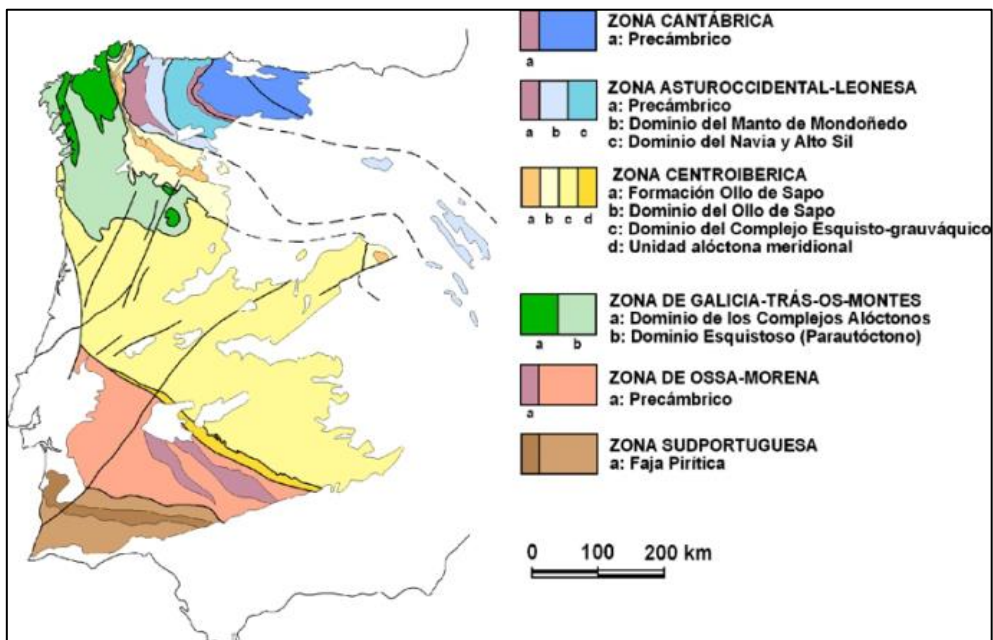 ZONA CANTÁBRICA
a: Precámbrico
a
ZONA ASTUROCCIDENTAL-LEONESA
a: Precámbrico
b: Dominio del Manto de Mondoñedo
c: Dominio del Navia y Alto Sil
a b c
ZONA CENTROIBÉRICA
a: Formación Ollo de Sapo
b: Dominio del Ollo de Sapo
c: Dominio del Complejo Esquisto-grauváquico
d: Unidad alóctona meridional
a b c d
ZONA DE GALICIA-TRÁS-OS-MONTES
a: Dominio de los Complejos Alóctonos
b: Dominio Esquistoso (Parautóctono)
a b
ZONA DE OSSA-MORENA
a: Precámbrico
a
ZONA SUDPORTUGUESA
a: Faja Pirítica
a
0 100 200 km